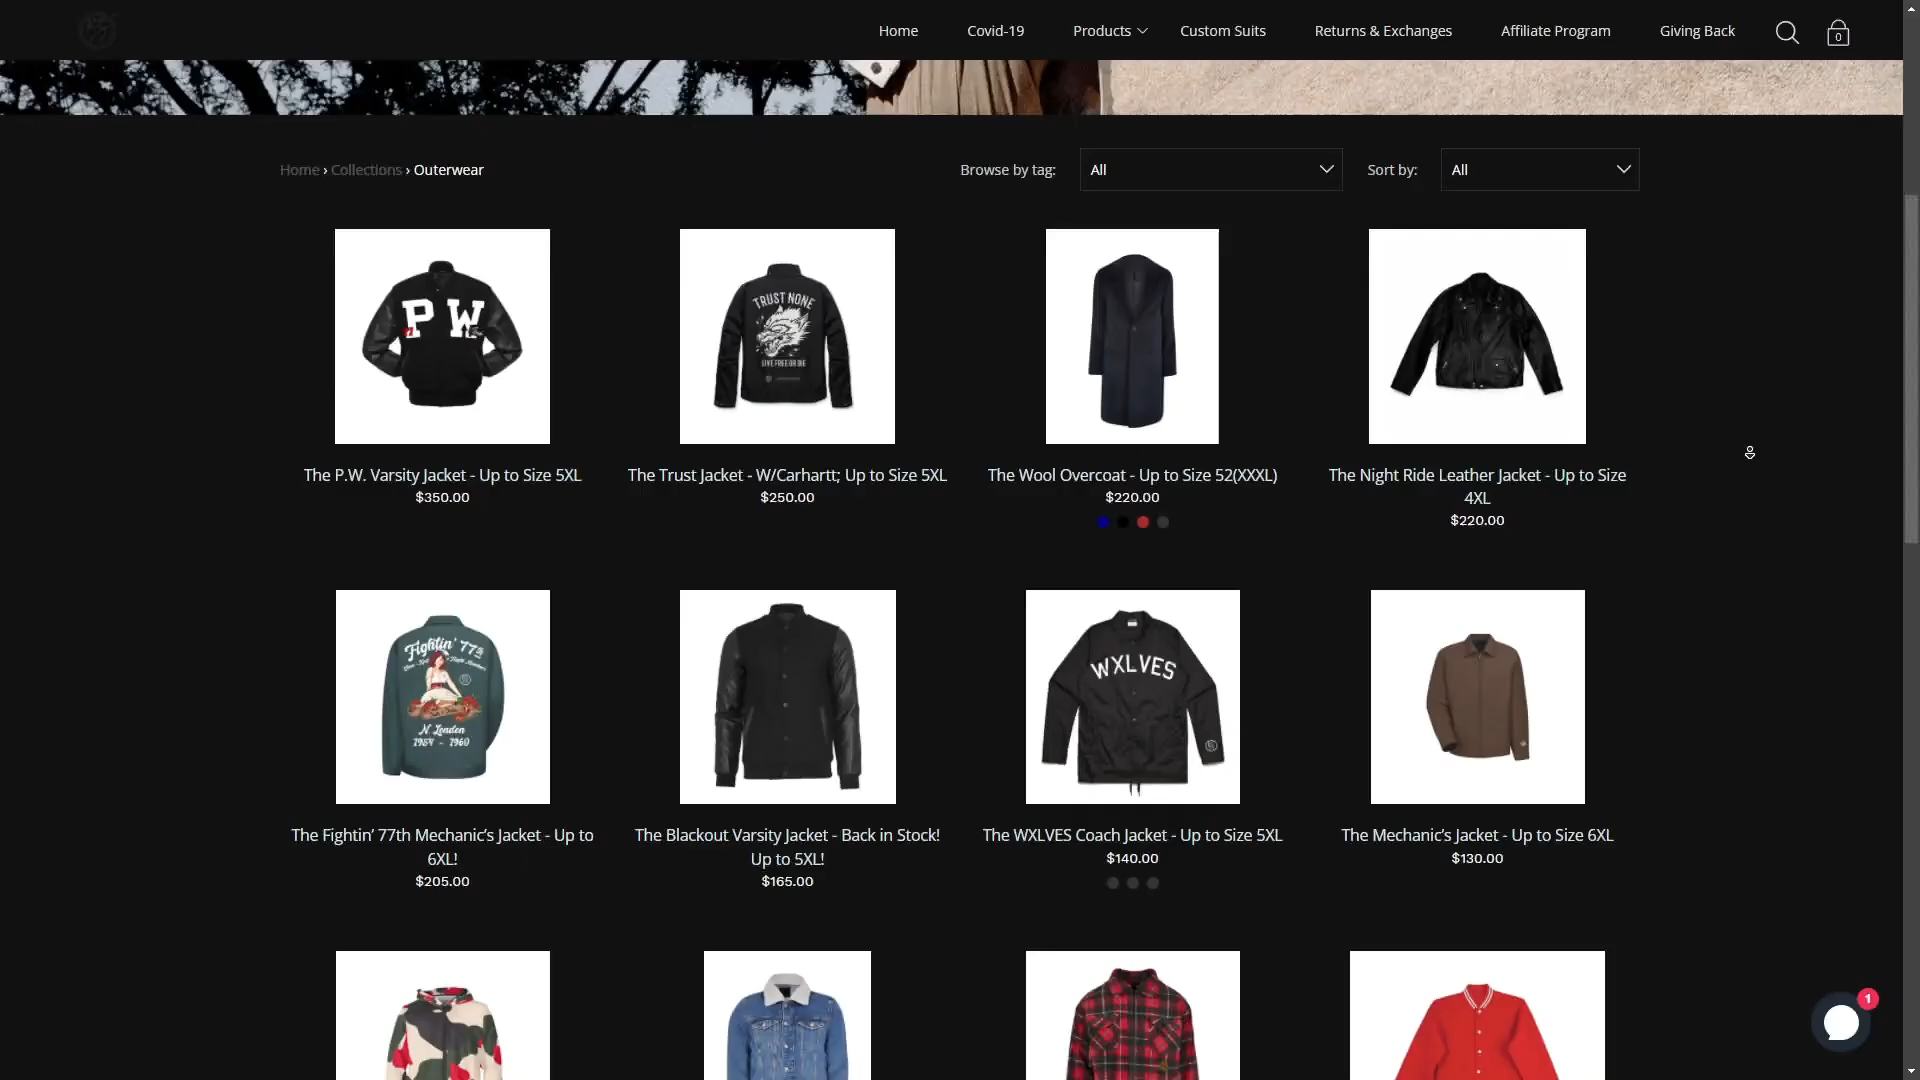 Home Covid-19 Products Custom Suits Returns & Exchanges Affiliate Program Giving Back 0
Home › Collections › Outerwear Browse by tag: All Sort by: All
PW
TRUST NONE
LIVE FREE OR DIE
The P.W. Varsity Jacket - Up to Size 5XL
$350.00
The Trust Jacket - W/Carhartt; Up to Size 5XL
$250.00
The Wool Overcoat - Up to Size 52(XXXL)
$220.00
The Night Ride Leather Jacket - Up to Size
4XL
$220.00
Fightin' 77th
N. London
1954 - 1960
WXLVES
The Fightin’ 77th Mechanic’s Jacket - Up to
6XL!
$205.00
The Blackout Varsity Jacket - Back in Stock!
Up to 5XL!
$165.00
The WXLVES Coach Jacket - Up to Size 5XL
$140.00
The Mechanic’s Jacket - Up to Size 6XL
$130.00
1